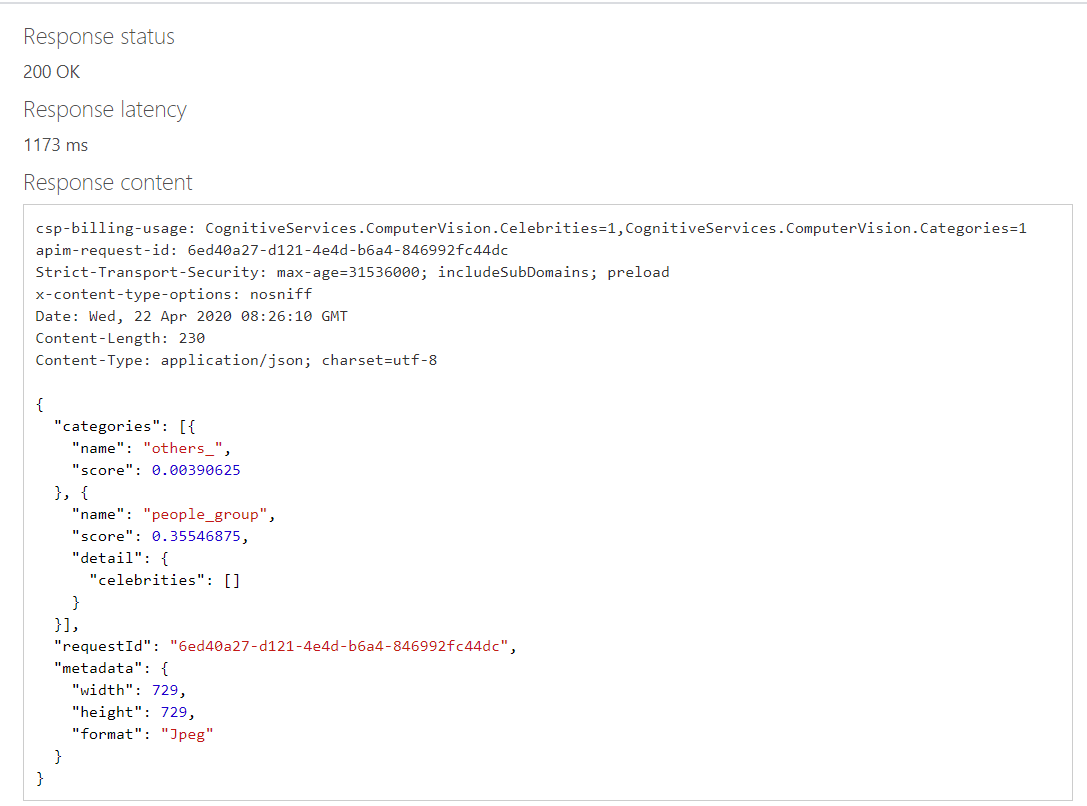 Response status
200 OK
Response latency
1173 ms
Response content
csp-billing-usage: CognitiveServices.ComputerVision.Celebrities=1,CognitiveServices.ComputerVision.Categories=1
apim-request-id: 6ed40a27-d121-4e4d-b6a4-846992fc44dc
Strict-Transport-Security: max-age=31536000; includeSubDomains; preload
x-content-type-options: nosniff
Date: Wed, 22 Apr 2020 08:26:10 GMT
Content-Length: 230
Content-Type: application/json; charset=utf-8
{
  "categories": [{
    "name": "others_",
    "score": 0.00390625
  }, {
    "name": "people_group",
    "score": 0.35546875,
    "detail": {
      "celebrities": []
    }
  }],
  "requestId": "6ed40a27-d121-4e4d-b6a4-846992fc44dc",
  "metadata": {
    "width": 729,
    "height": 729,
    "format": "Jpeg"
  }
}